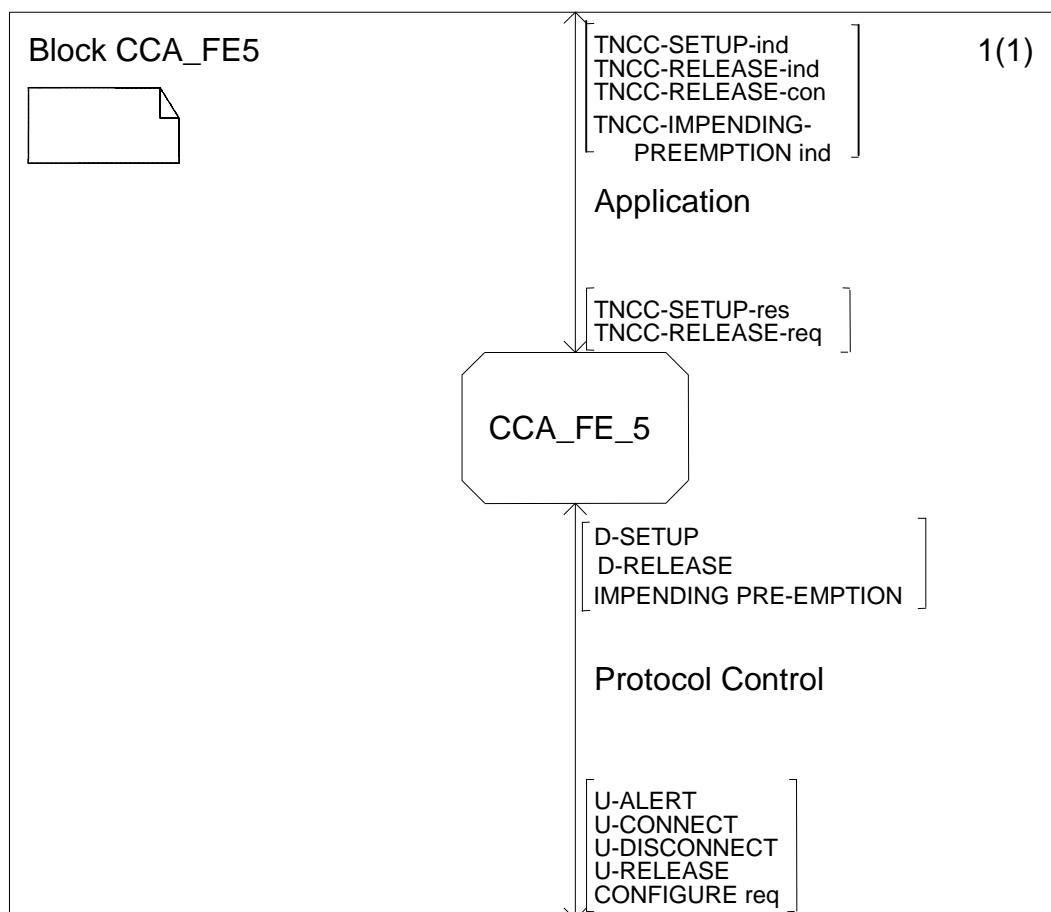 Block CCA_FE5
1(1)
TNCC-SETUP-ind
TNCC-RELEASE-ind
TNCC-RELEASE-con
TNCC-IMPENDING-
PREEMPTION ind
Application
TNCC-SETUP-res
TNCC-RELEASE-req
CCA_FE_5
D-SETUP
D-RELEASE
IMPENDING PRE-EMPTION
Protocol Control
U-ALERT
U-CONNECT
U-DISCONNECT
U-RELEASE
CONFIGURE req